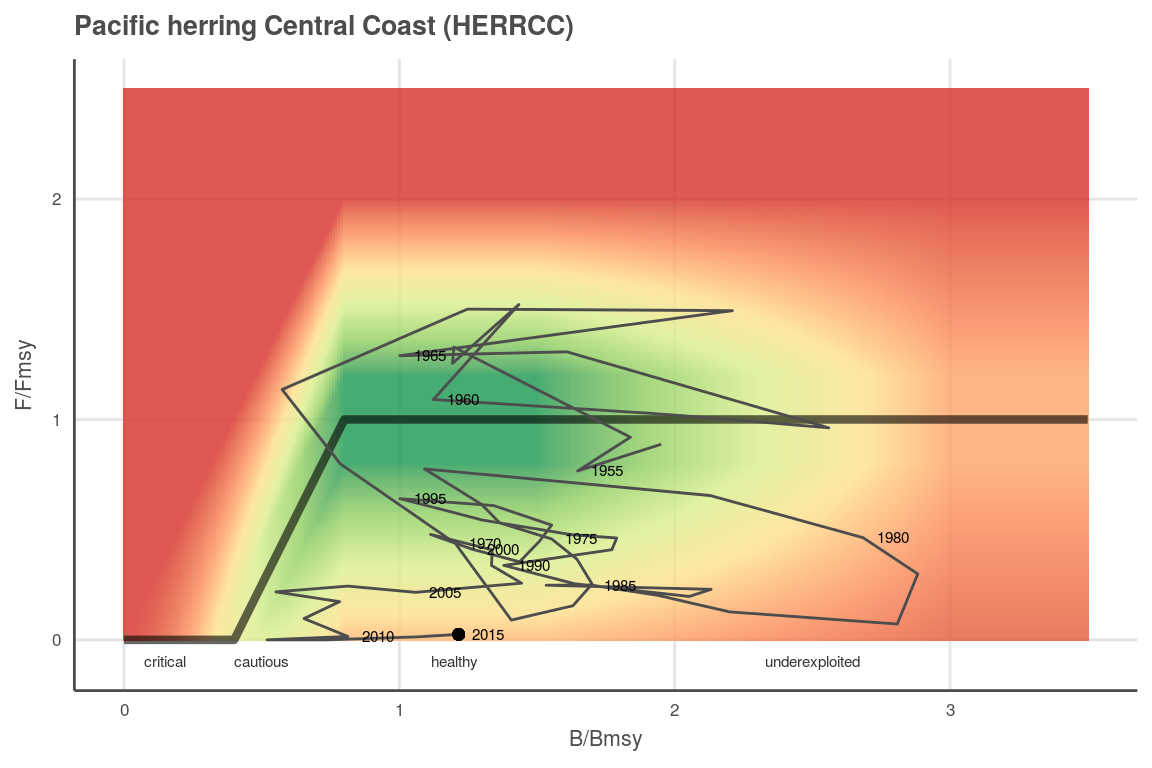 Pacific herring Central Coast (HERRCC)
F/Fmsy
2
1
0
1965
1960
1955
1995
1970
2000
1975
1980
1990
1985
2005
2010
2015
critical
cautious
healthy
underexploited
0
1
2
3
B/Bmsy